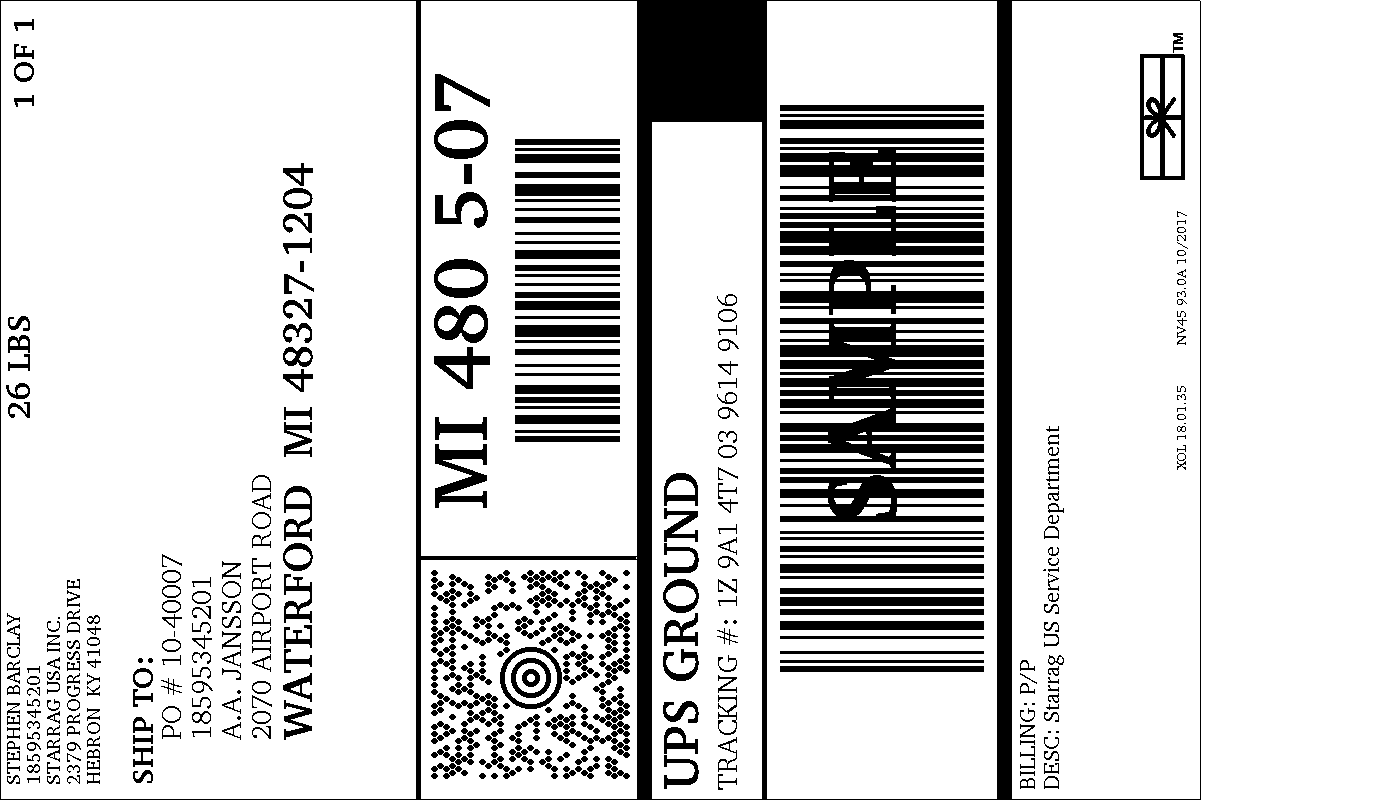 STEPHEN BARCLAY
18595345201
STARRAG USA INC.
2379 PROGRESS DRIVE
HEBRON KY 41048
26 LBS
1 OF 1
SHIP TO:
PO # 10-40007
18595345201
A.A. JANSSON
2070 AIRPORT ROAD
WATERFORD MI 48327-1204
MI 480 5-07
UPS GROUND
TRACKING #: 1Z 9A1 4T7 03 9614 9106
SAMPLE
BILLING: P/P
DESC: Starrag US Service Department
XOL 18.01.35 NV45 93.0A 10/2017
TM